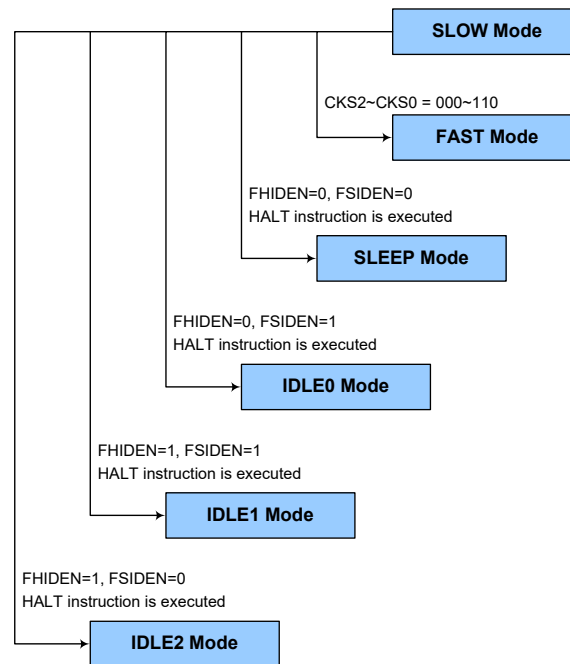 SLOW Mode
CKS2~CKS0 = 000~110
FAST Mode
FHIDEN=0, FSIDEN=0
HALT instruction is executed
SLEEP Mode
FHIDEN=0, FSIDEN=1
HALT instruction is executed
IDLE0 Mode
FHIDEN=1, FSIDEN=1
HALT instruction is executed
IDLE1 Mode
FHIDEN=1, FSIDEN=0
HALT instruction is executed
IDLE2 Mode